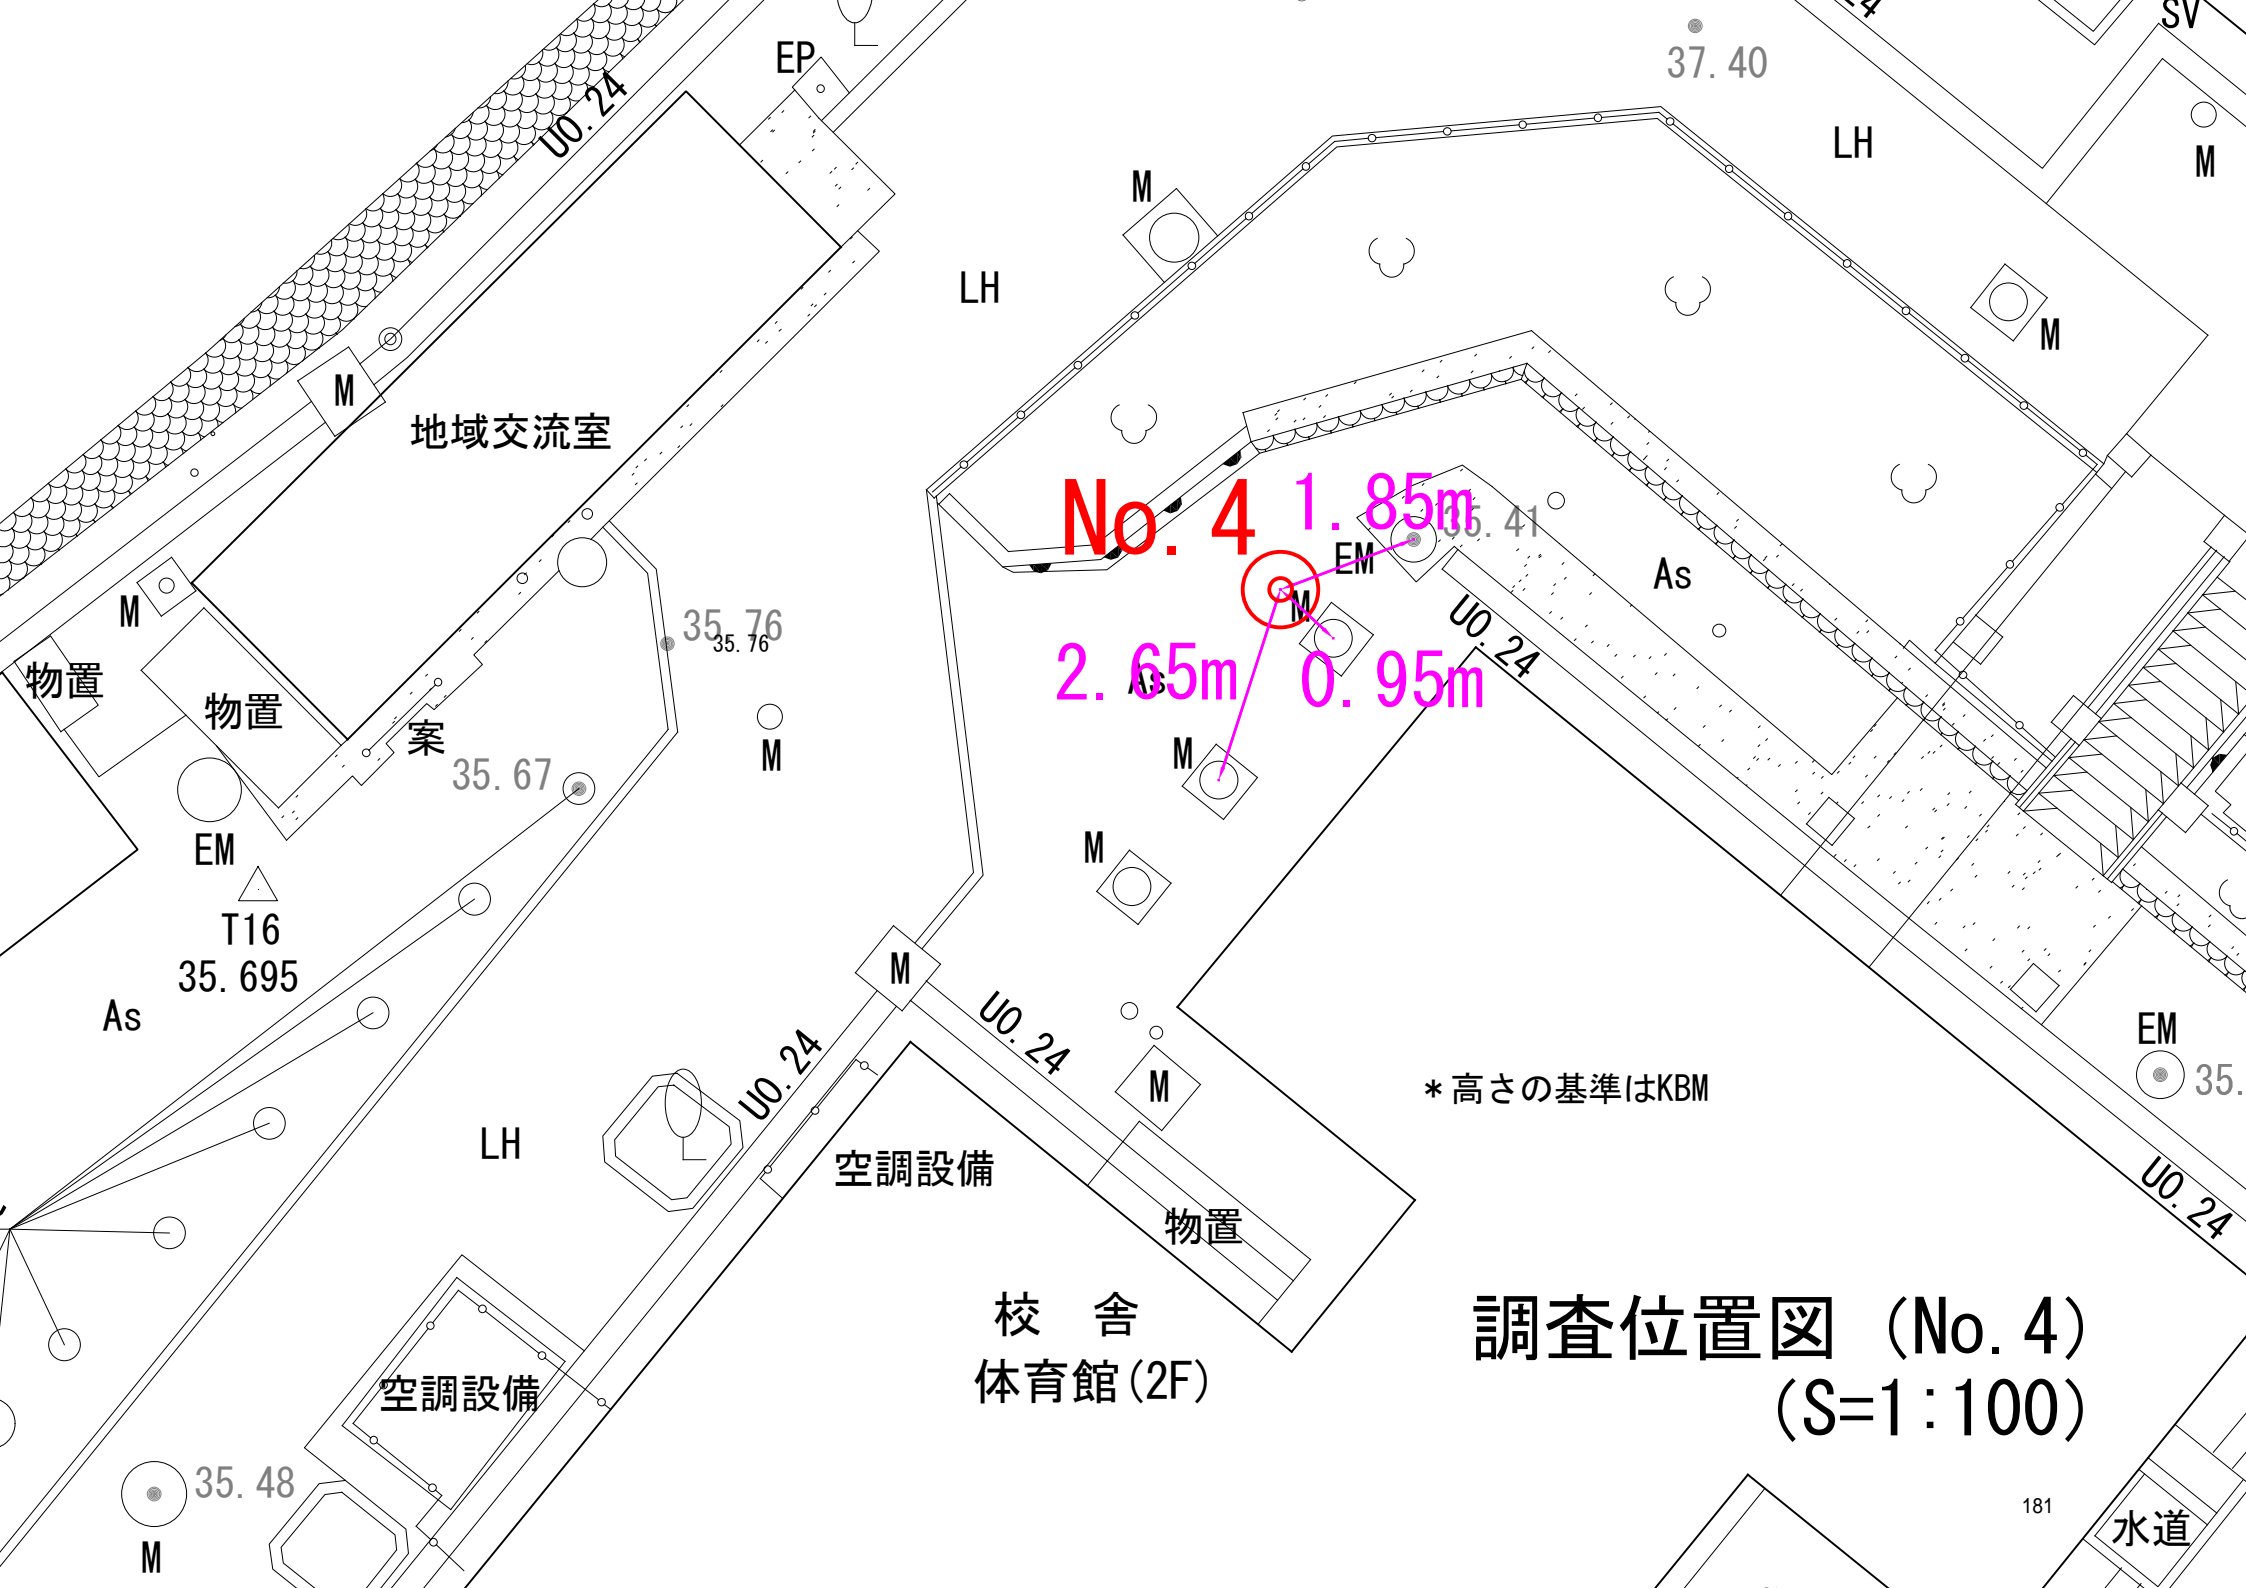 SV
EP
37.40
U0.24
LH
M
M
M
LH
M
M
地域交流室
No.4
1.85m
35.41
EM
As
M
M
U0.24
35.76
35.76
2.65m
As
0.95m
物置
物置
案
M
M
35.67
EM
M
T16
35.695
M
As
U0.24
U0.24
EM
35.
M
*高さの基準はKBM
LH
空調設備
物置
U0.24
校 舎
体育館(2F)
調査位置図 (No.4)
(S=1:100)
空調設備
35.48
M
181
水道